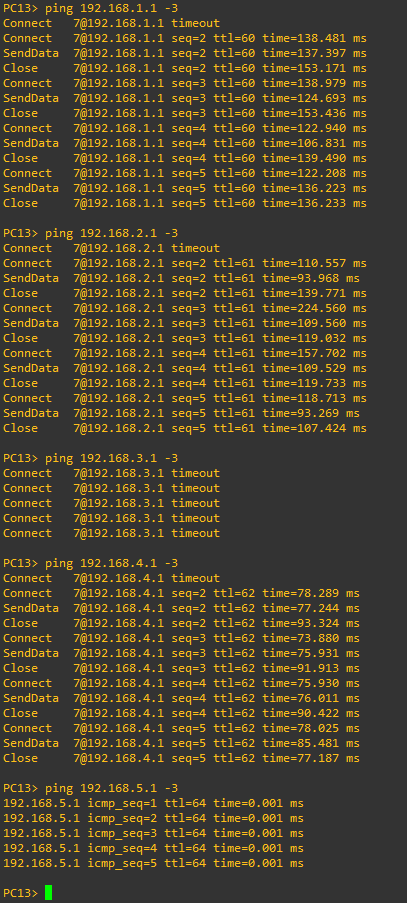 PC13> ping 192.168.1.1 -3
Connect   7@192.168.1.1 timeout
Connect   7@192.168.1.1 seq=2 ttl=60 time=138.481 ms
SendData  7@192.168.1.1 seq=2 ttl=60 time=137.397 ms
Close     7@192.168.1.1 seq=2 ttl=60 time=153.171 ms
Connect   7@192.168.1.1 seq=3 ttl=60 time=138.979 ms
SendData  7@192.168.1.1 seq=3 ttl=60 time=124.693 ms
Close     7@192.168.1.1 seq=3 ttl=60 time=153.436 ms
Connect   7@192.168.1.1 seq=4 ttl=60 time=122.940 ms
SendData  7@192.168.1.1 seq=4 ttl=60 time=106.831 ms
Close     7@192.168.1.1 seq=4 ttl=60 time=139.490 ms
Connect   7@192.168.1.1 seq=5 ttl=60 time=122.208 ms
SendData  7@192.168.1.1 seq=5 ttl=60 time=136.223 ms
Close     7@192.168.1.1 seq=5 ttl=60 time=136.233 ms
PC13> ping 192.168.2.1 -3
Connect   7@192.168.2.1 timeout
Connect   7@192.168.2.1 seq=2 ttl=61 time=110.557 ms
SendData  7@192.168.2.1 seq=2 ttl=61 time=93.968 ms
Close     7@192.168.2.1 seq=2 ttl=61 time=139.771 ms
Connect   7@192.168.2.1 seq=3 ttl=61 time=224.560 ms
SendData  7@192.168.2.1 seq=3 ttl=61 time=109.560 ms
Close     7@192.168.2.1 seq=3 ttl=61 time=119.032 ms
Connect   7@192.168.2.1 seq=4 ttl=61 time=157.702 ms
SendData  7@192.168.2.1 seq=4 ttl=61 time=109.529 ms
Close     7@192.168.2.1 seq=4 ttl=61 time=119.733 ms
Connect   7@192.168.2.1 seq=5 ttl=61 time=118.713 ms
SendData  7@192.168.2.1 seq=5 ttl=61 time=93.269 ms
Close     7@192.168.2.1 seq=5 ttl=61 time=107.424 ms
PC13> ping 192.168.3.1 -3
Connect   7@192.168.3.1 timeout
Connect   7@192.168.3.1 timeout
Connect   7@192.168.3.1 timeout
Connect   7@192.168.3.1 timeout
Connect   7@192.168.3.1 timeout
PC13> ping 192.168.4.1 -3
Connect   7@192.168.4.1 timeout
Connect   7@192.168.4.1 seq=2 ttl=62 time=78.289 ms
SendData  7@192.168.4.1 seq=2 ttl=62 time=77.244 ms
Close     7@192.168.4.1 seq=2 ttl=62 time=93.324 ms
Connect   7@192.168.4.1 seq=3 ttl=62 time=73.880 ms
SendData  7@192.168.4.1 seq=3 ttl=62 time=75.931 ms
Close     7@192.168.4.1 seq=3 ttl=62 time=91.913 ms
Connect   7@192.168.4.1 seq=4 ttl=62 time=75.930 ms
SendData  7@192.168.4.1 seq=4 ttl=62 time=76.011 ms
Close     7@192.168.4.1 seq=4 ttl=62 time=90.422 ms
Connect   7@192.168.4.1 seq=5 ttl=62 time=78.025 ms
SendData  7@192.168.4.1 seq=5 ttl=62 time=85.481 ms
Close     7@192.168.4.1 seq=5 ttl=62 time=77.187 ms
PC13> ping 192.168.5.1 -3
192.168.5.1 icmp_seq=1 ttl=64 time=0.001 ms
192.168.5.1 icmp_seq=2 ttl=64 time=0.001 ms
192.168.5.1 icmp_seq=3 ttl=64 time=0.001 ms
192.168.5.1 icmp_seq=4 ttl=64 time=0.001 ms
192.168.5.1 icmp_seq=5 ttl=64 time=0.001 ms
PC13>